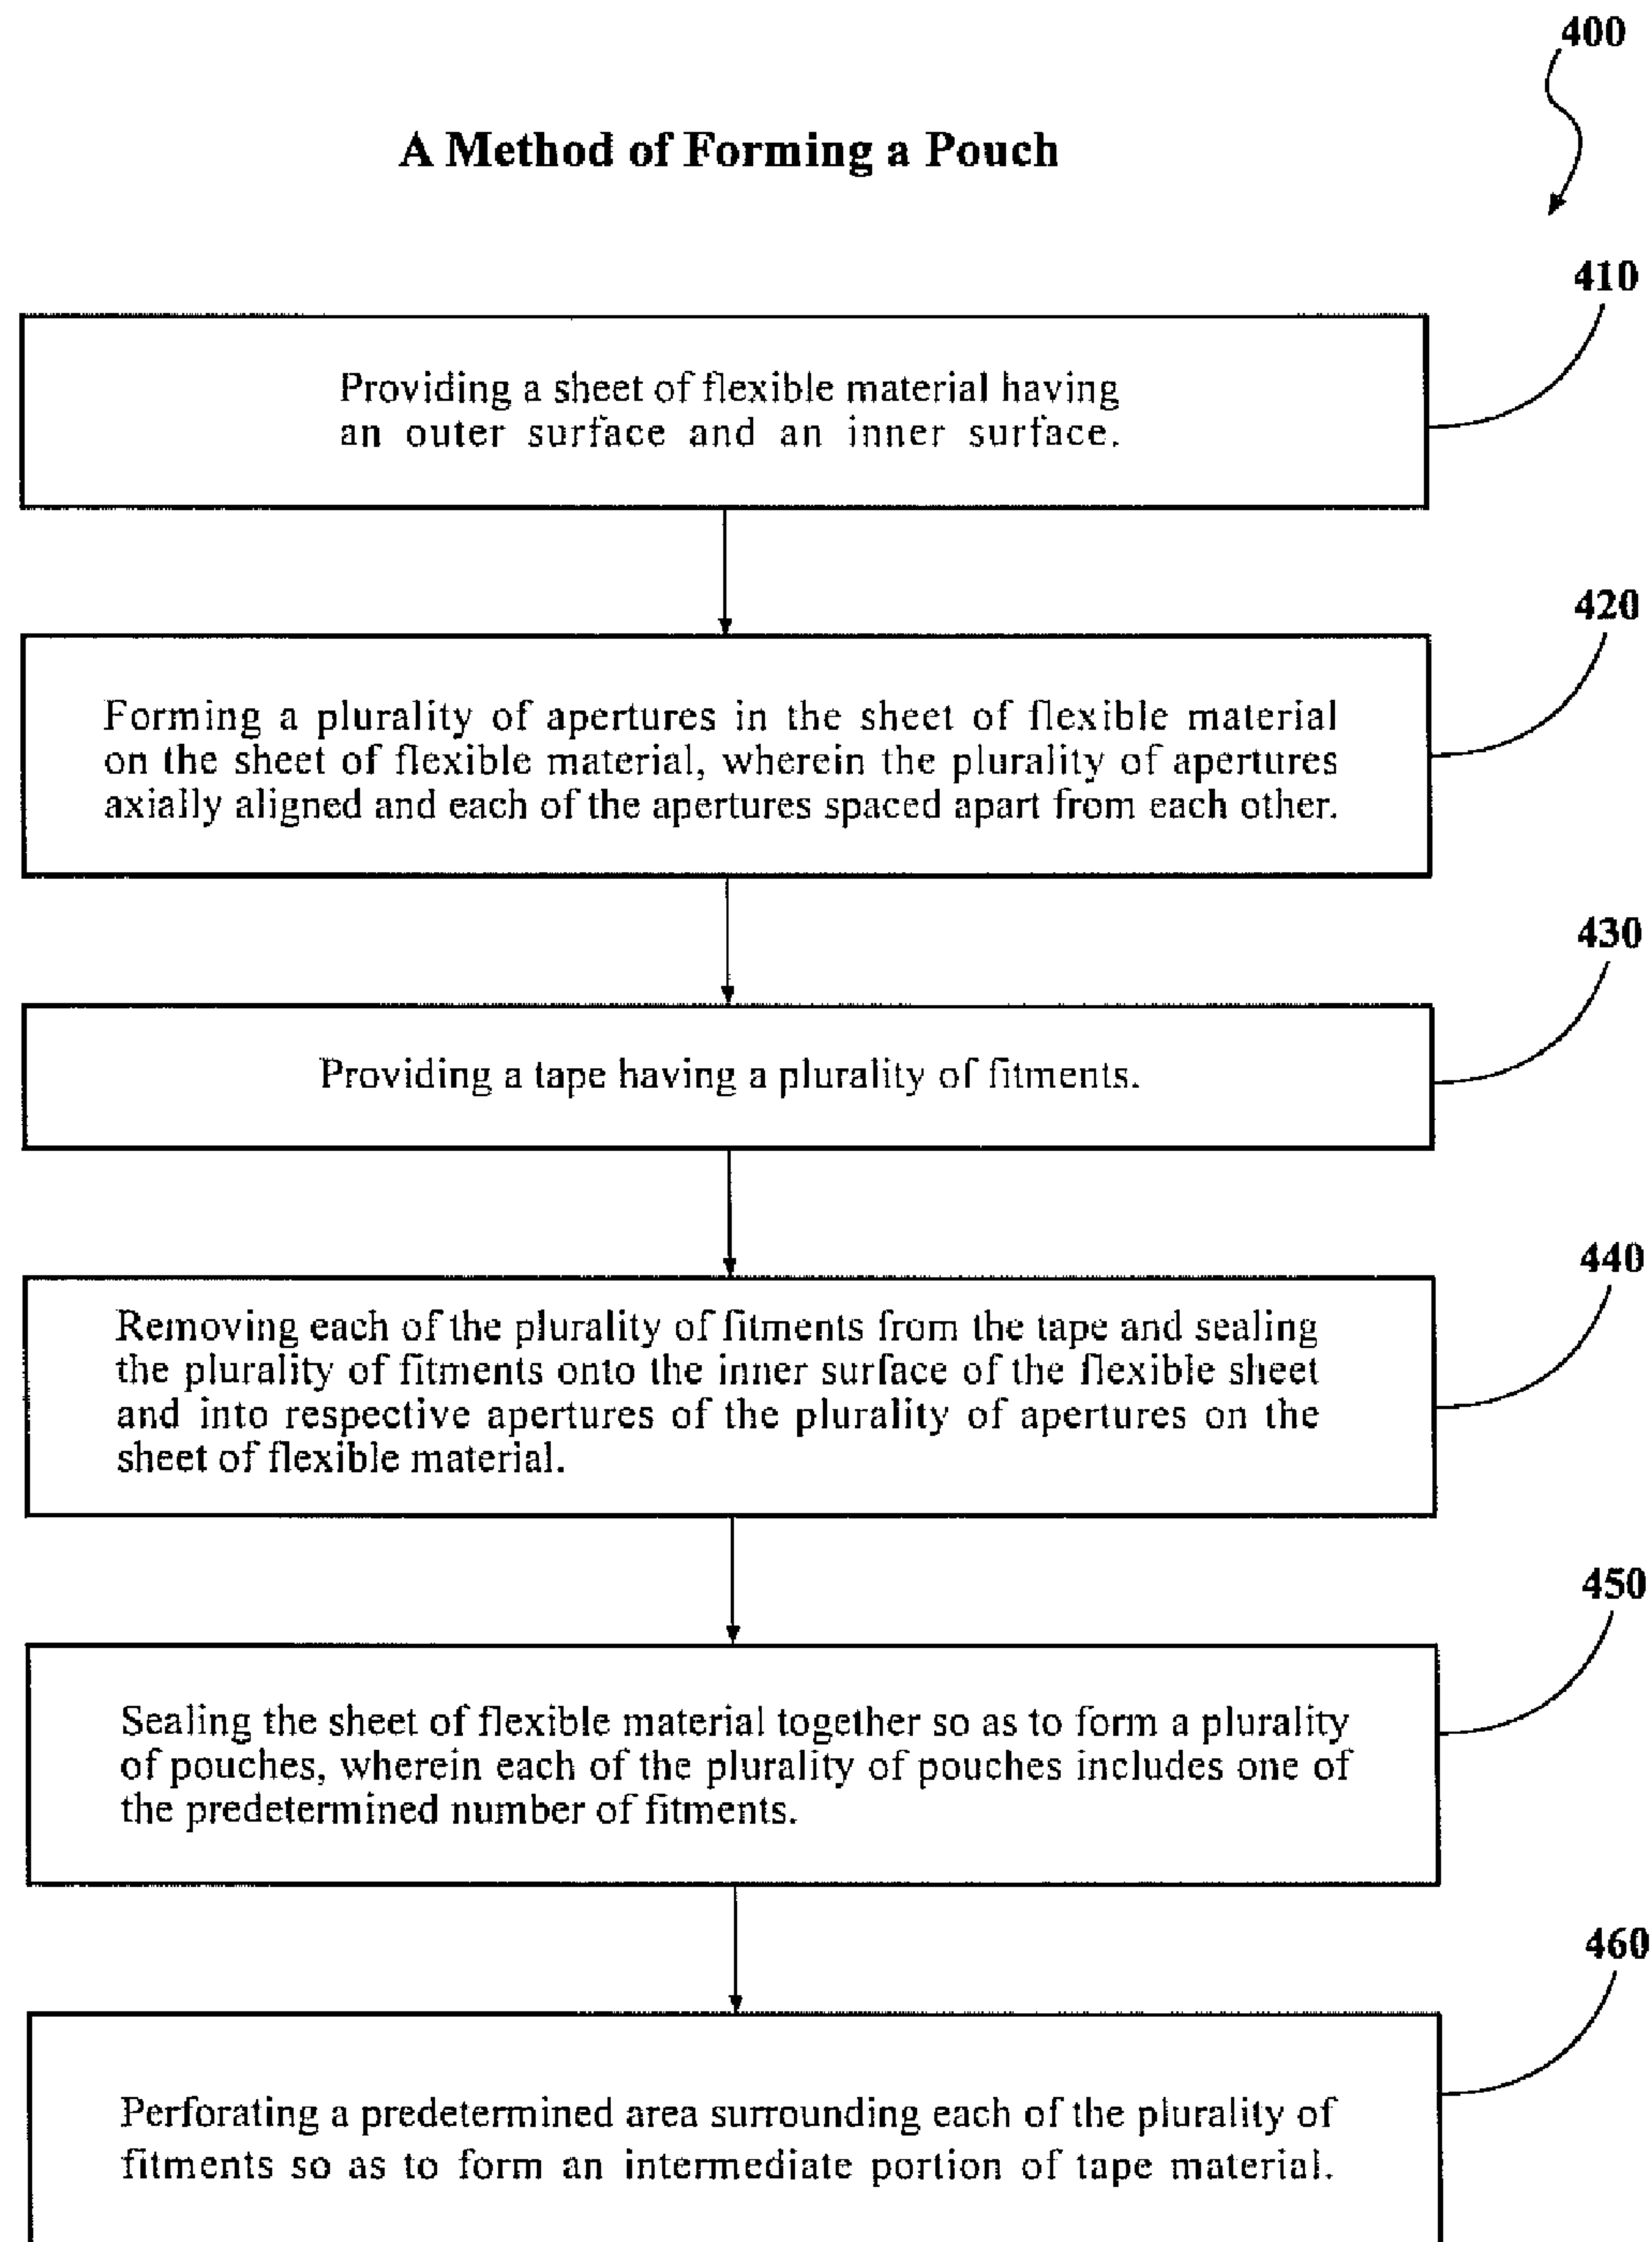 400
A Method of Forming a Pouch
410
Providing a sheet of flexible material having
an outer surface and an inner surface.
420
Forming a plurality of apertures in the sheet of flexible material
on the sheet of flexible material, wherein the plurality of apertures
axially aligned and each of the apertures spaced apart from each other.
430
Providing a tape having a plurality of fitments.
440
Removing each of the plurality of fitments from the tape and sealing
the plurality of fitments onto the inner surface of the flexible sheet
and into respective apertures of the plurality of apertures on the
sheet of flexible material.
450
Sealing the sheet of flexible material together so as to form a plurality
of pouches, wherein each of the plurality of pouches includes one of
the predetermined number of fitments.
460
Perforating a predetermined area surrounding each of the plurality of
fitments so as to form an intermediate portion of tape material.